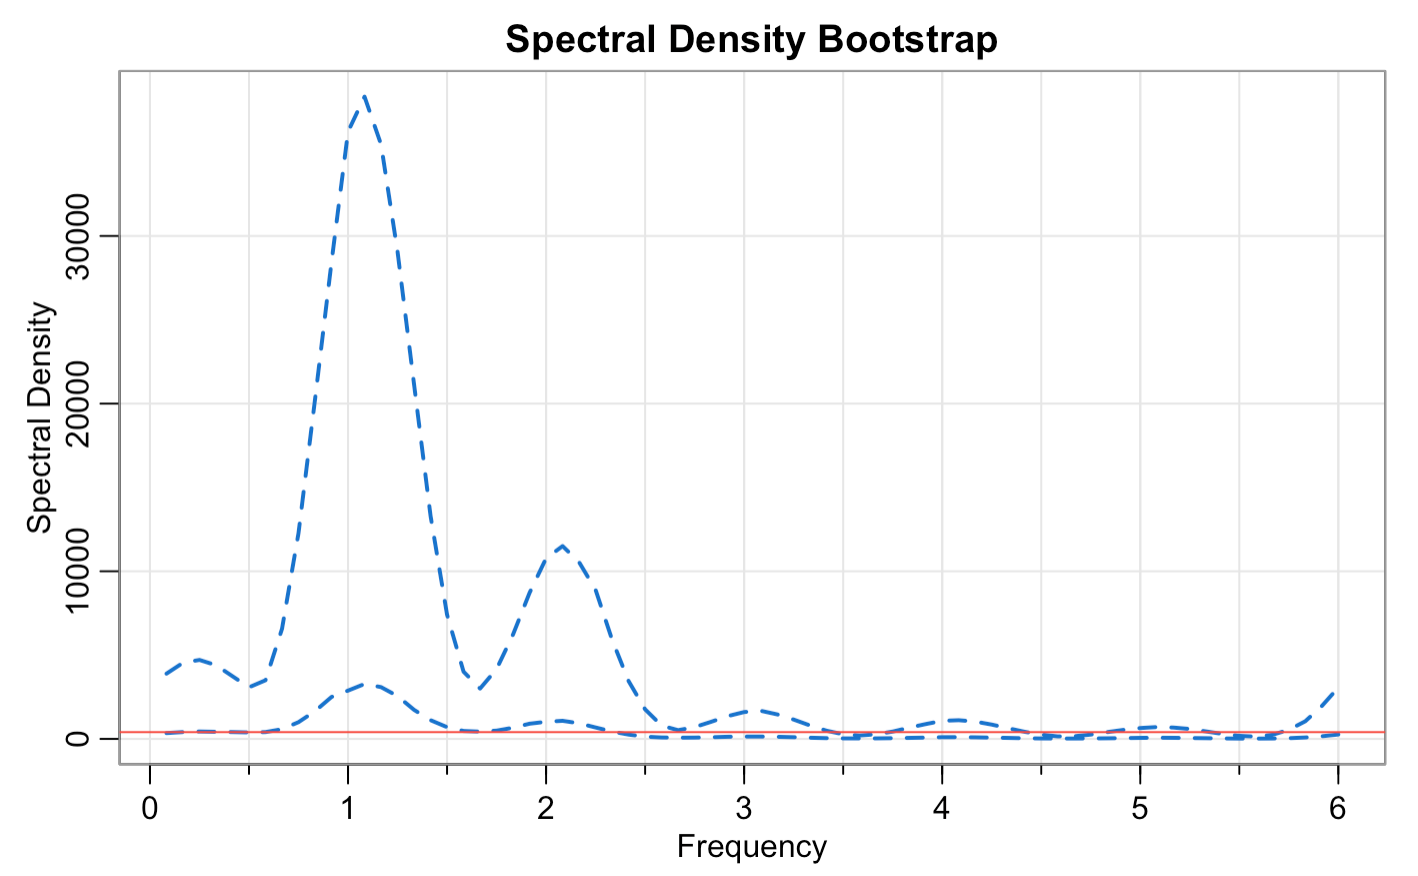 Spectral Density Bootstrap
Spectral Density
30000
20000
10000
0
0 1 2 3 4 5 6
Frequency